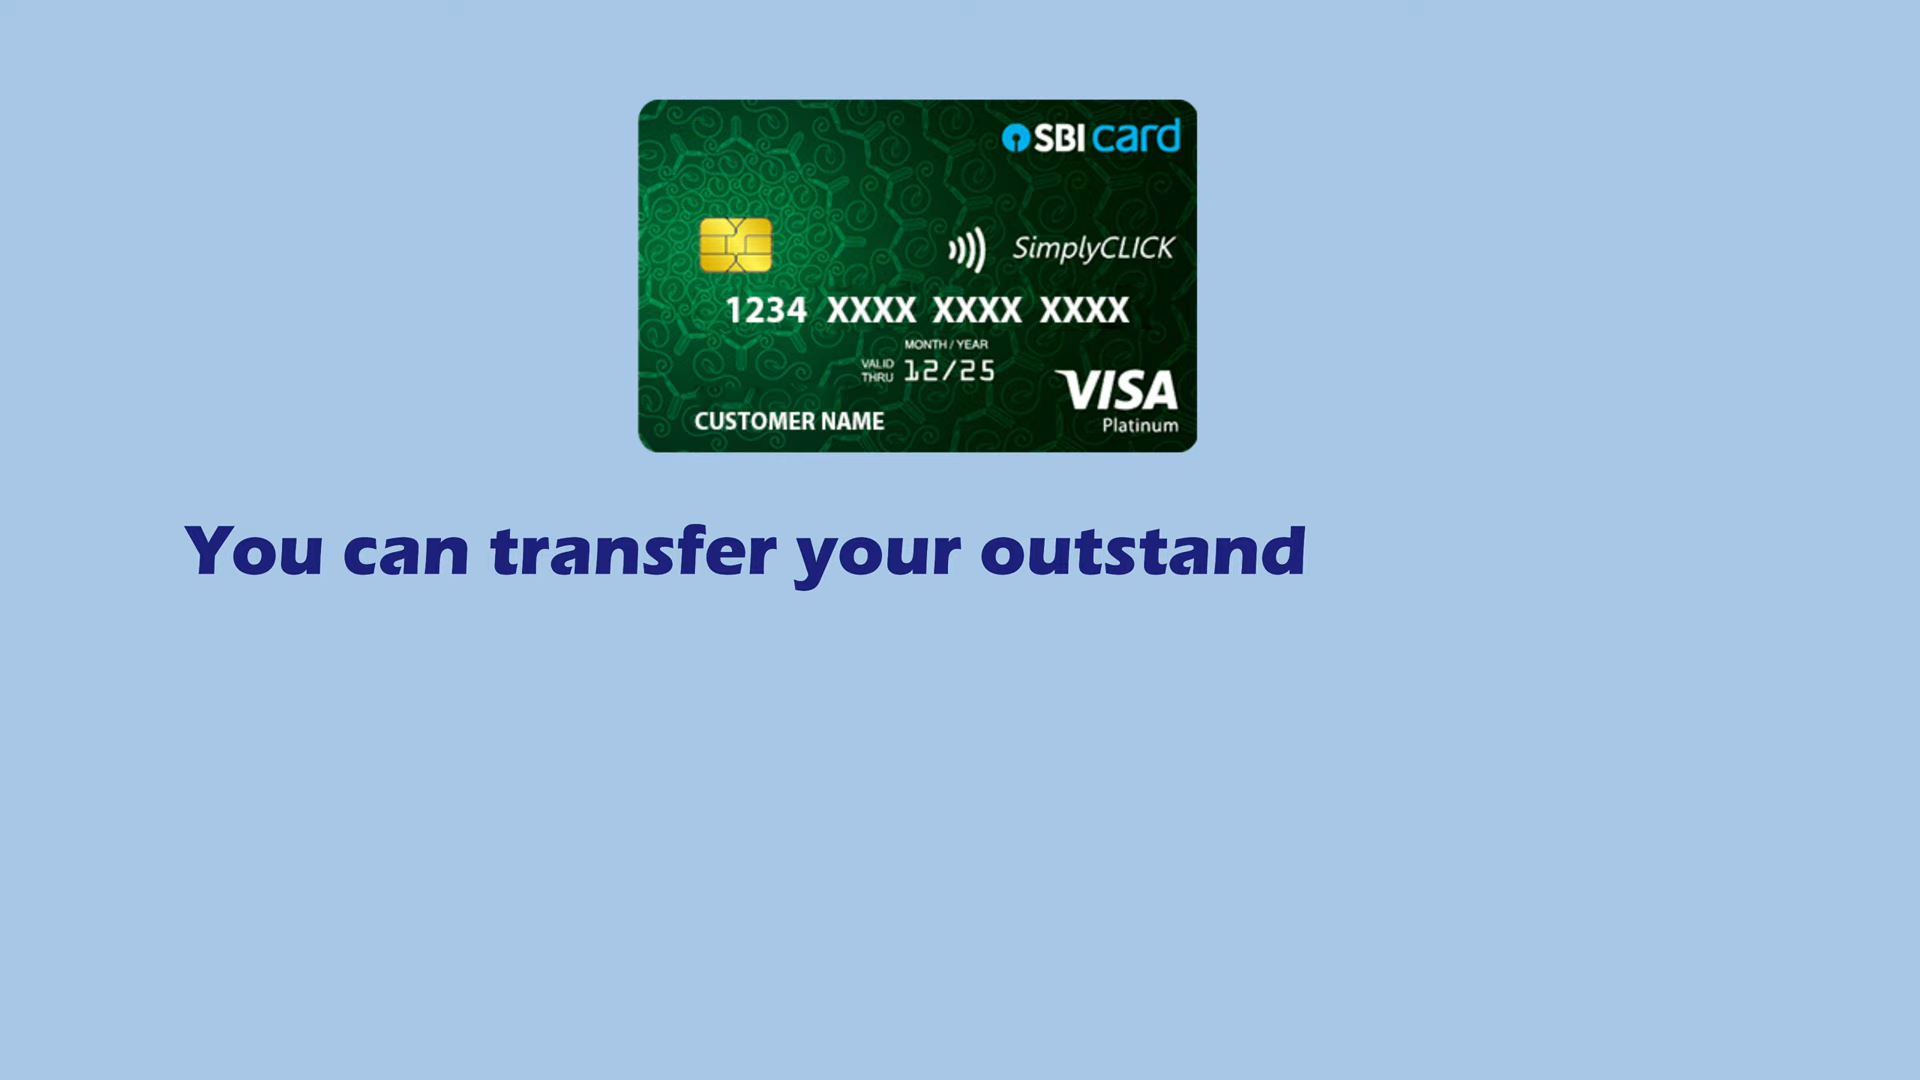 SBI card
SimplyCLICK
1234 XXXX XXXX XXXX
MONTH / YEAR
VALID THRU 12/25
VISA
Platinum
CUSTOMER NAME
You can transfer your outstand